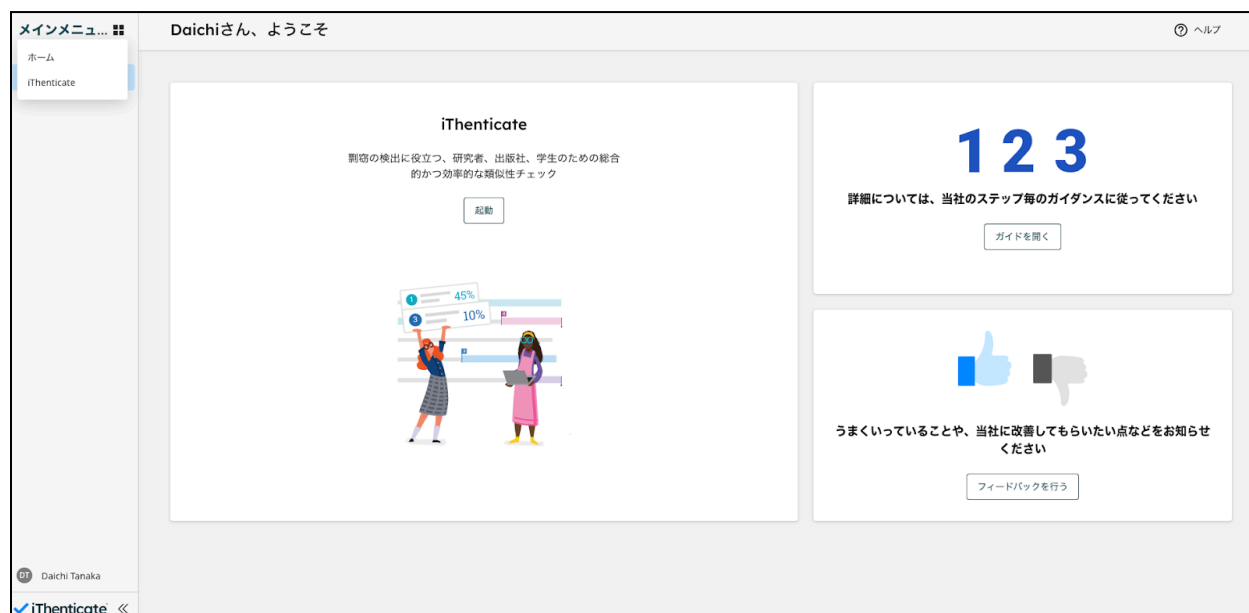 メインメニュ...
Daichiさん、ようこそ
ヘルプ
ホーム
iThenticate
iThenticate
剽窃の検出に役立つ、研究者、出版社、学生のための総合
的かつ効率的な類似性チェック
起動
1 45%
3 10%
1 2 3
詳細については、当社のステップ毎のガイダンスに従ってください
ガイドを開く
うまくいっていることや、当社に改善してもらいたい点などをお知らせ
ください
フィードバックを行う
DT Daichi Tanaka
iThenticate